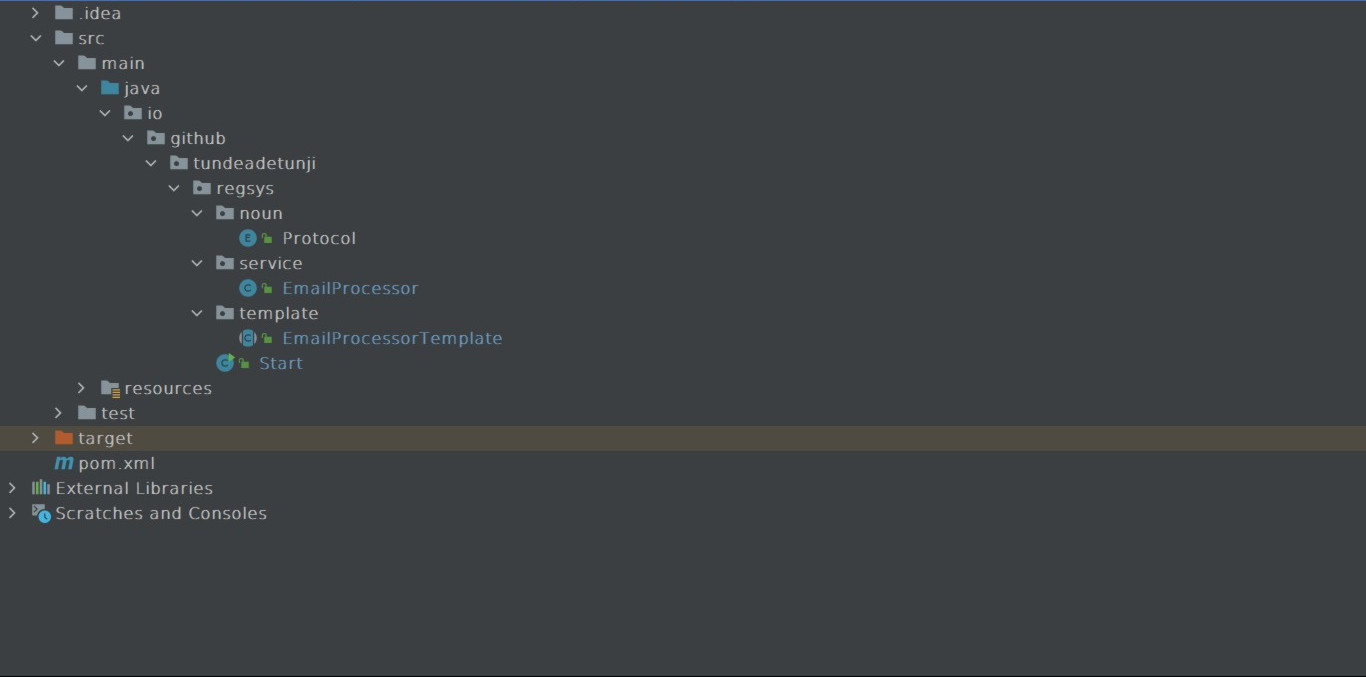 .idea
src
main
java
io
github
tundeadetunji
regsys
noun
E Protocol
service
C EmailProcessor
template
C EmailProcessorTemplate
C Start
resources
test
target
m pom.xml
External Libraries
Scratches and Consoles